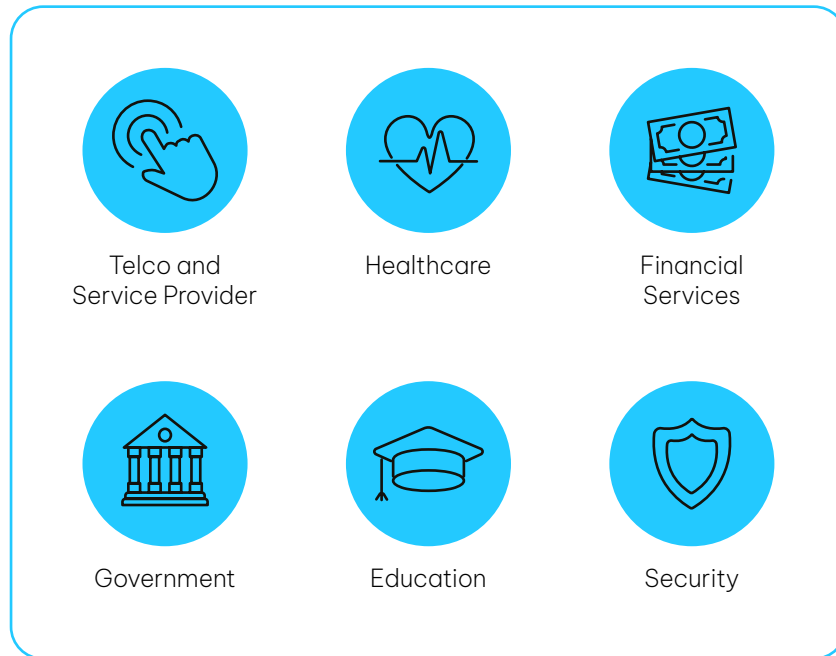 Telco and
Service Provider
Healthcare
Financial
Services
Government
Education
Security